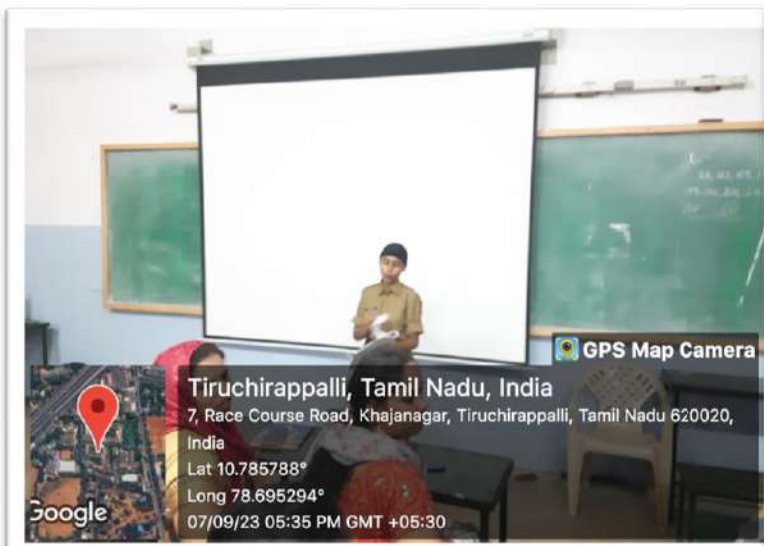 GPS Map Camera
Tiruchirappalli, Tamil Nadu, India
7, Race Course Road, Khajanagar, Tiruchirappalli, Tamil Nadu 620020,
India
Lat 10.785788°
Long 78.695294°
07/09/23 05:35 PM GMT +05:30
Google